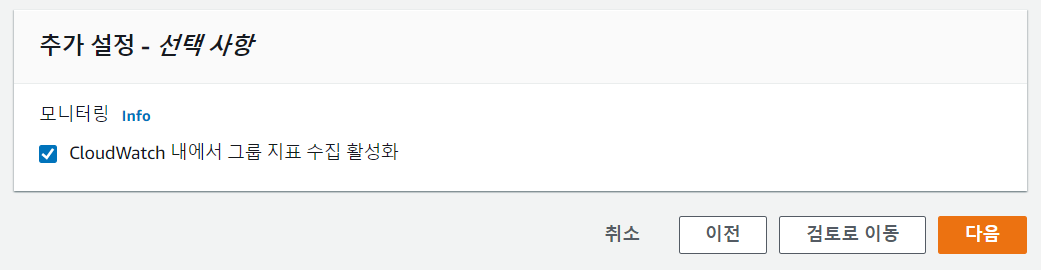 추가 설정 - 선택 사항
모니터링 Info
CloudWatch 내에서 그룹 지표 수집 활성화
취소 이전 검토로 이동 다음